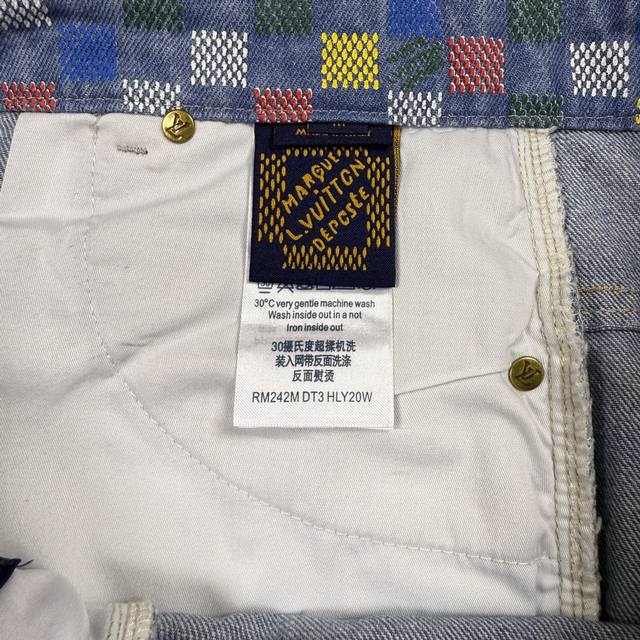 MARQUE
L.VUITTON
DEPOSÉE
30°C very gentle machine wash
Wash inside out in a not
Iron inside out
30摄氏度超揉机洗
装入网带反面洗涤
反面熨烫
RM242M DT3 HLY20W